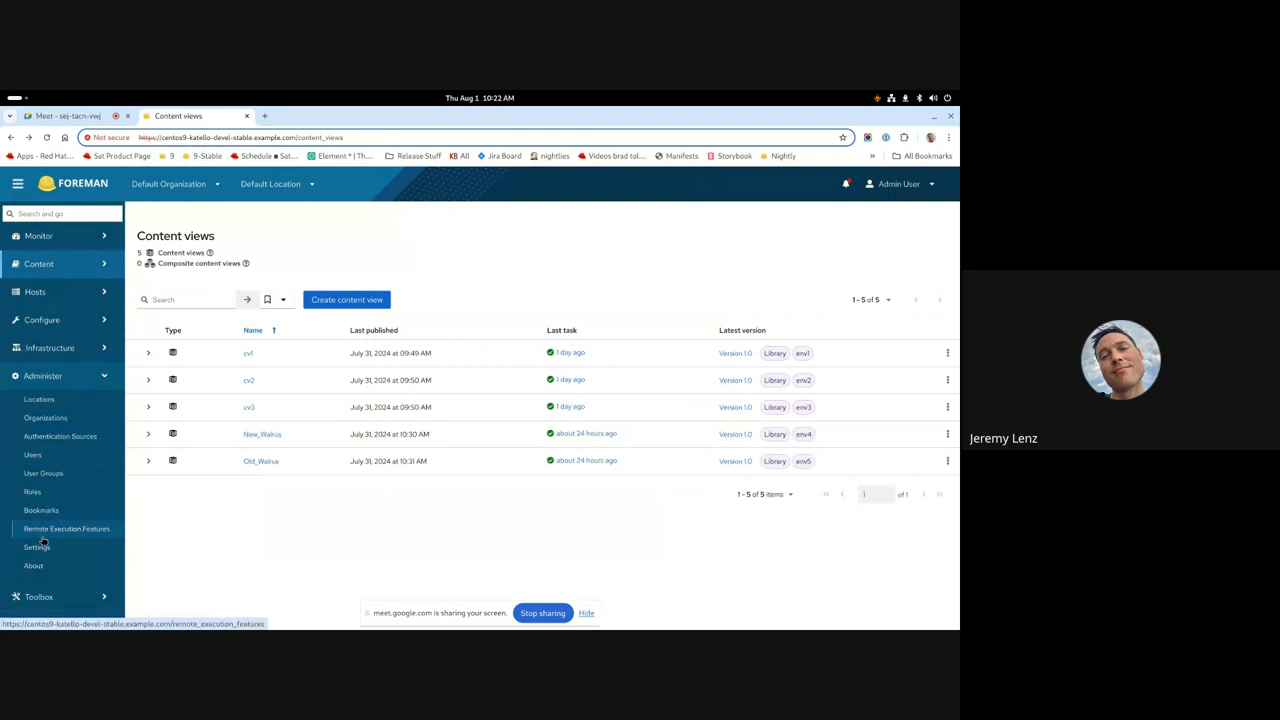 Thu Aug 1 10:22 AM
Meet - sej-tacn-vwj
Content views
Not secure https://centos9-katello-devel-stable.example.com/content_views
Apps - Red Hat... Sat Product Page 9 9-Stable Schedule ■ Sat... Element * | Th... Release Stuff KB All Jira Board nightlies Videos brad tol... Manifests Storybook Nightly » All Bookmarks
FOREMAN Default Organization Default Location Admin User
Search and go
Monitor
Content
Hosts
Configure
Infrastructure
Administer
Locations
Organizations
Authentication Sources
Users
User Groups
Roles
Bookmarks
Remote Execution Features
Settings
About
Toolbox
https://centos9-katello-devel-stable.example.com/remote_execution_features
Content views
5 Content views
0 Composite content views
Search Create content view 1 - 5 of 5
Type Name Last published Last task Latest version
cv1 July 31, 2024 at 09:49 AM 1 day ago Version 1.0 Library env1
cv2 July 31, 2024 at 09:50 AM 1 day ago Version 1.0 Library env2
cv3 July 31, 2024 at 09:50 AM 1 day ago Version 1.0 Library env3
New_Walrus July 31, 2024 at 10:30 AM about 24 hours ago Version 1.0 Library env4
Old_Walrus July 31, 2024 at 10:31 AM about 24 hours ago Version 1.0 Library env5
1 - 5 of 5 items 1 of 1
meet.google.com is sharing your screen. Stop sharing Hide
Jeremy Lenz